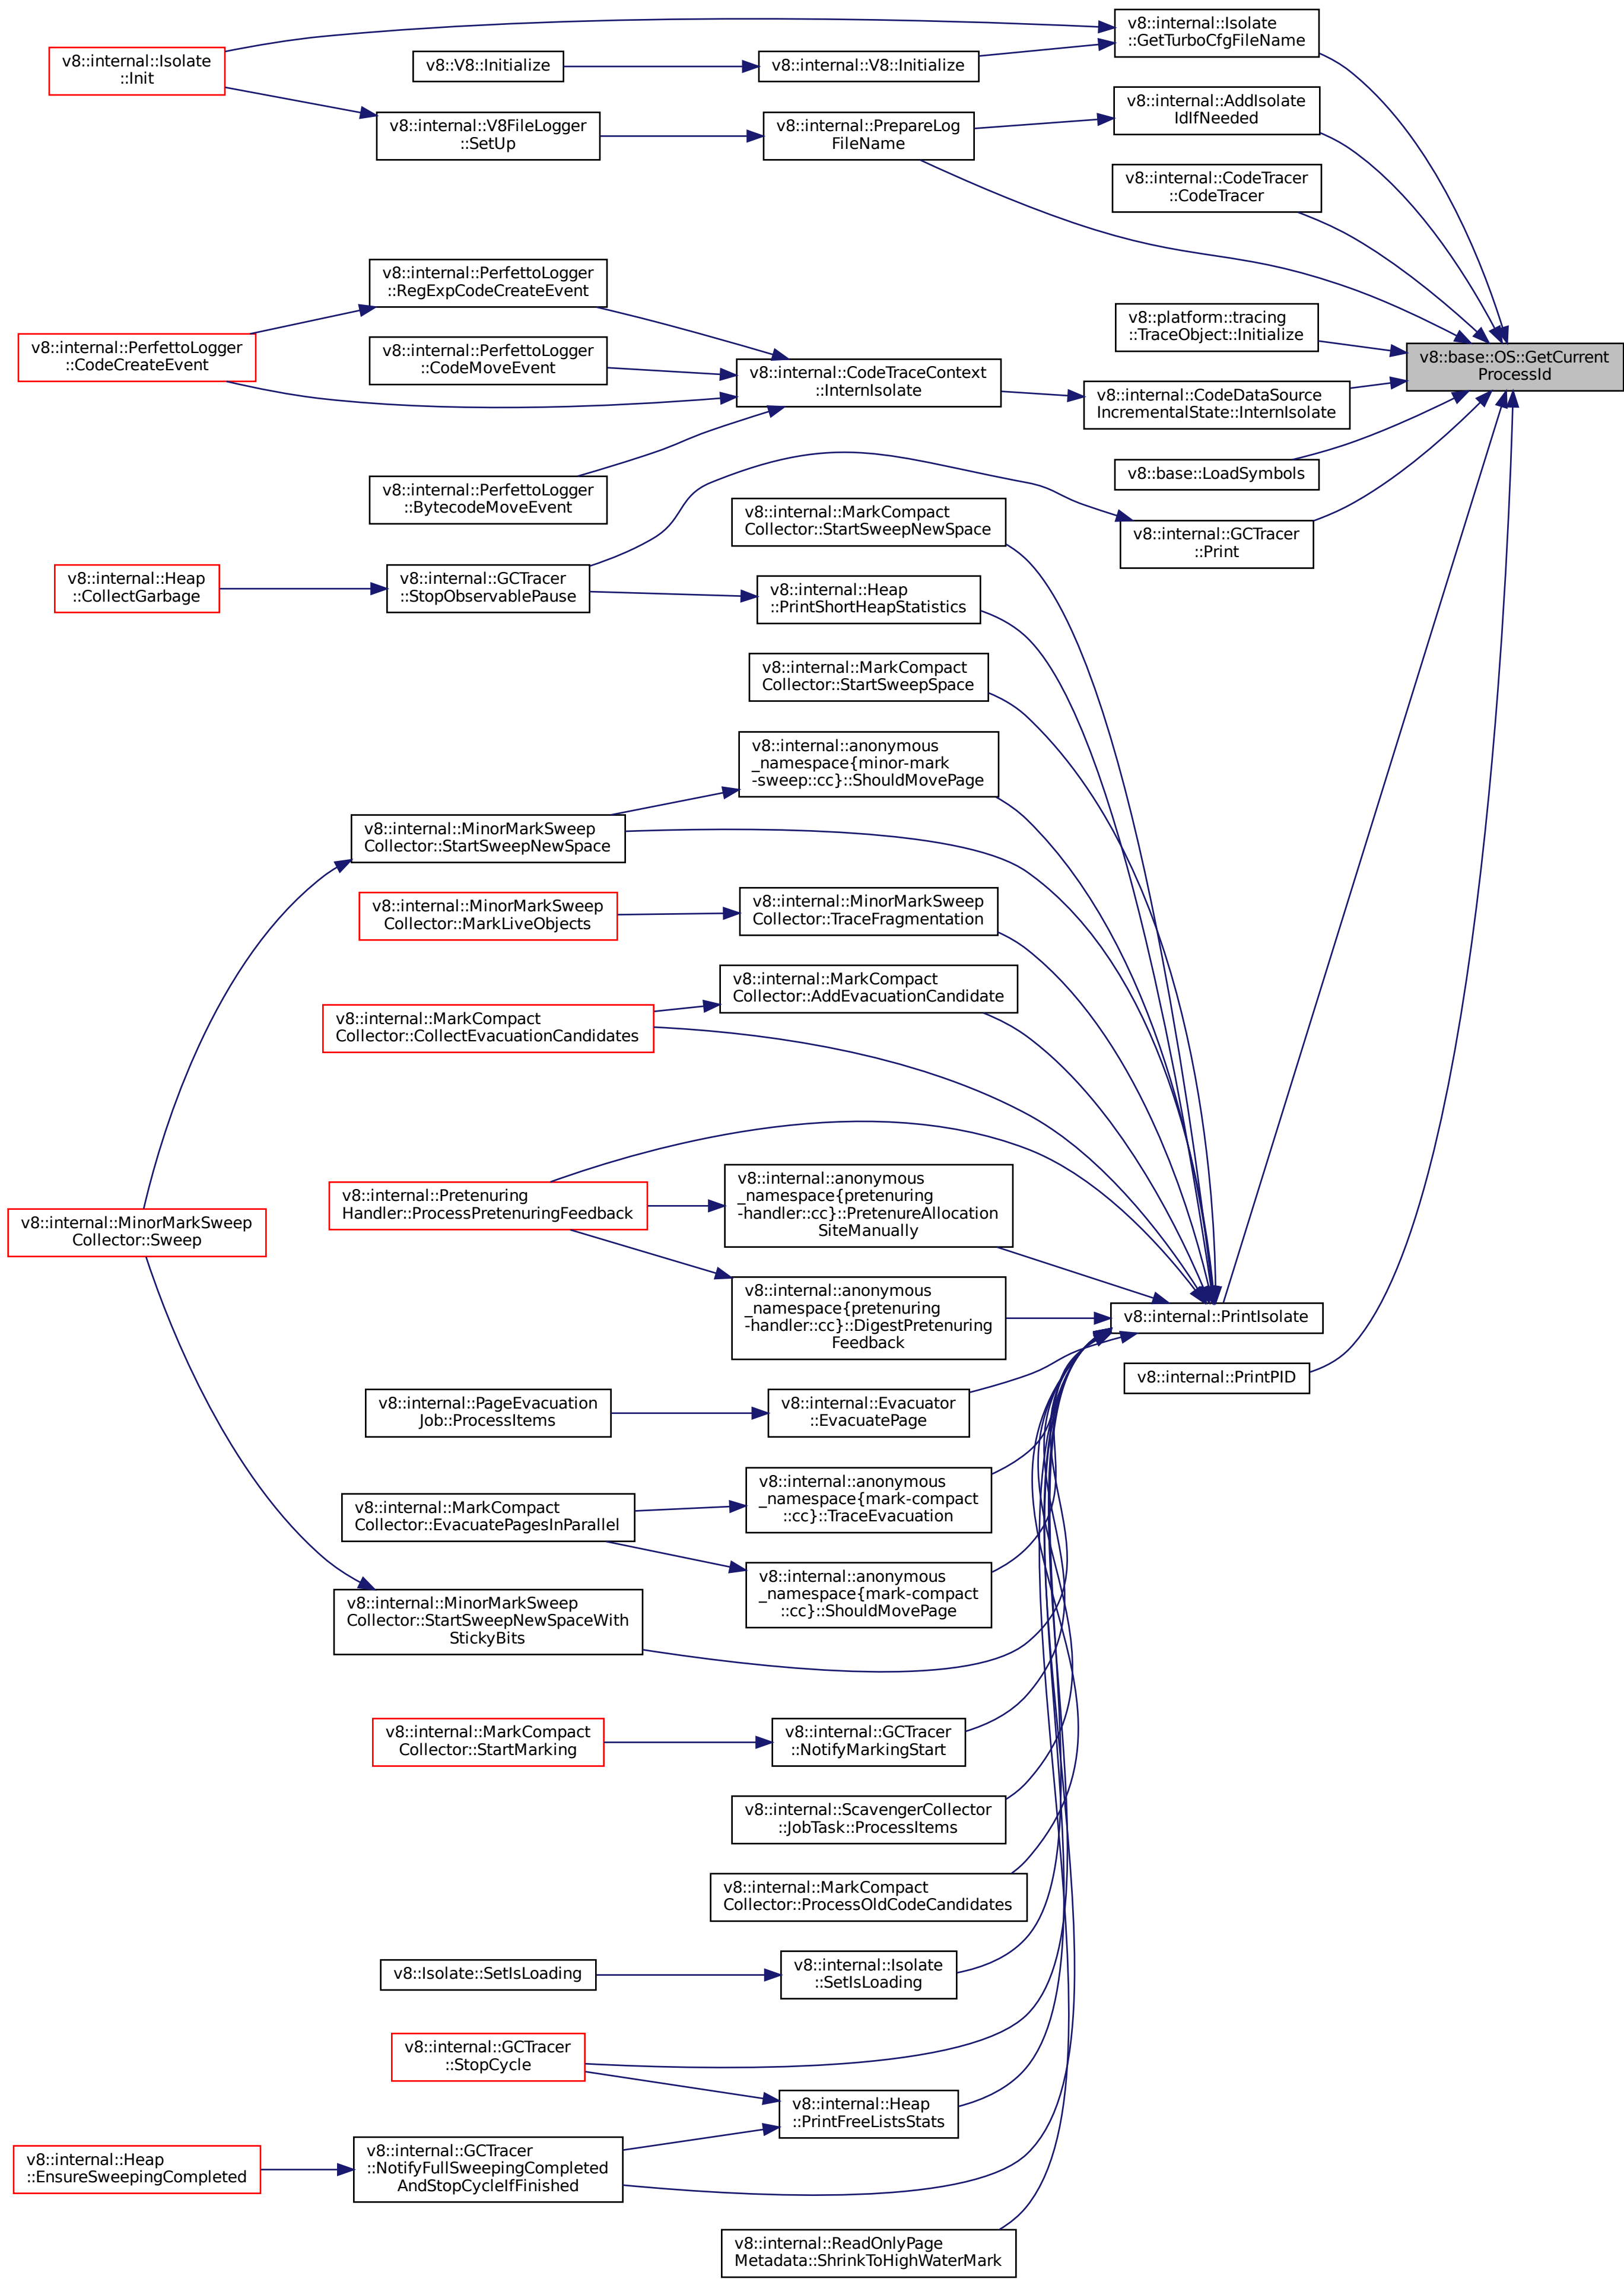 v8::internal::Isolate
::GetTurboCfgFileName
v8::internal::Isolate
::Init
v8::V8::Initialize
v8::internal::V8::Initialize
v8::internal::AddIsolate
IdIfNeeded
v8::internal::V8FileLogger
::SetUp
v8::internal::PrepareLog
FileName
v8::internal::CodeTracer
::CodeTracer
v8::internal::PerfettoLogger
::RegExpCodeCreateEvent
v8::platform::tracing
::TraceObject::Initialize
v8::internal::PerfettoLogger
::CodeCreateEvent
v8::internal::PerfettoLogger
::CodeMoveEvent
v8::base::OS::GetCurrent
ProcessId
v8::internal::CodeTraceContext
::InternIsolate
v8::internal::CodeDataSource
IncrementalState::InternIsolate
v8::base::LoadSymbols
v8::internal::PerfettoLogger
::BytecodeMoveEvent
v8::internal::MarkCompact
Collector::StartSweepNewSpace
v8::internal::GCTracer
::Print
v8::internal::Heap
::CollectGarbage
v8::internal::GCTracer
::StopObservablePause
v8::internal::Heap
::PrintShortHeapStatistics
v8::internal::MarkCompact
Collector::StartSweepSpace
v8::internal::anonymous
_namespace{minor-mark
-sweep::cc}::ShouldMovePage
v8::internal::MinorMarkSweep
Collector::StartSweepNewSpace
v8::internal::MinorMarkSweep
Collector::MarkLiveObjects
v8::internal::MinorMarkSweep
Collector::TraceFragmentation
v8::internal::MarkCompact
Collector::AddEvacuationCandidate
v8::internal::MarkCompact
Collector::CollectEvacuationCandidates
v8::internal::Pretenuring
Handler::ProcessPretenuringFeedback
v8::internal::anonymous
_namespace{pretenuring
-handler::cc}::PretenureAllocation
SiteManually
v8::internal::MinorMarkSweep
Collector::Sweep
v8::internal::anonymous
_namespace{pretenuring
-handler::cc}::DigestPretenuring
Feedback
v8::internal::PrintIsolate
v8::internal::PrintPID
v8::internal::PageEvacuation
Job::ProcessItems
v8::internal::Evacuator
::EvacuatePage
v8::internal::anonymous
_namespace{mark-compact
::cc}::TraceEvacuation
v8::internal::MarkCompact
Collector::EvacuatePagesInParallel
v8::internal::anonymous
_namespace{mark-compact
::cc}::ShouldMovePage
v8::internal::MinorMarkSweep
Collector::StartSweepNewSpaceWith
StickyBits
v8::internal::MarkCompact
Collector::StartMarking
v8::internal::GCTracer
::NotifyMarkingStart
v8::internal::ScavengerCollector
::JobTask::ProcessItems
v8::internal::MarkCompact
Collector::ProcessOldCodeCandidates
v8::Isolate::SetIsLoading
v8::internal::Isolate
::SetIsLoading
v8::internal::GCTracer
::StopCycle
v8::internal::Heap
::PrintFreeListsStats
v8::internal::Heap
::EnsureSweepingCompleted
v8::internal::GCTracer
::NotifyFullSweepingCompleted
AndStopCycleIfFinished
v8::internal::ReadOnlyPage
Metadata::ShrinkToHighWaterMark